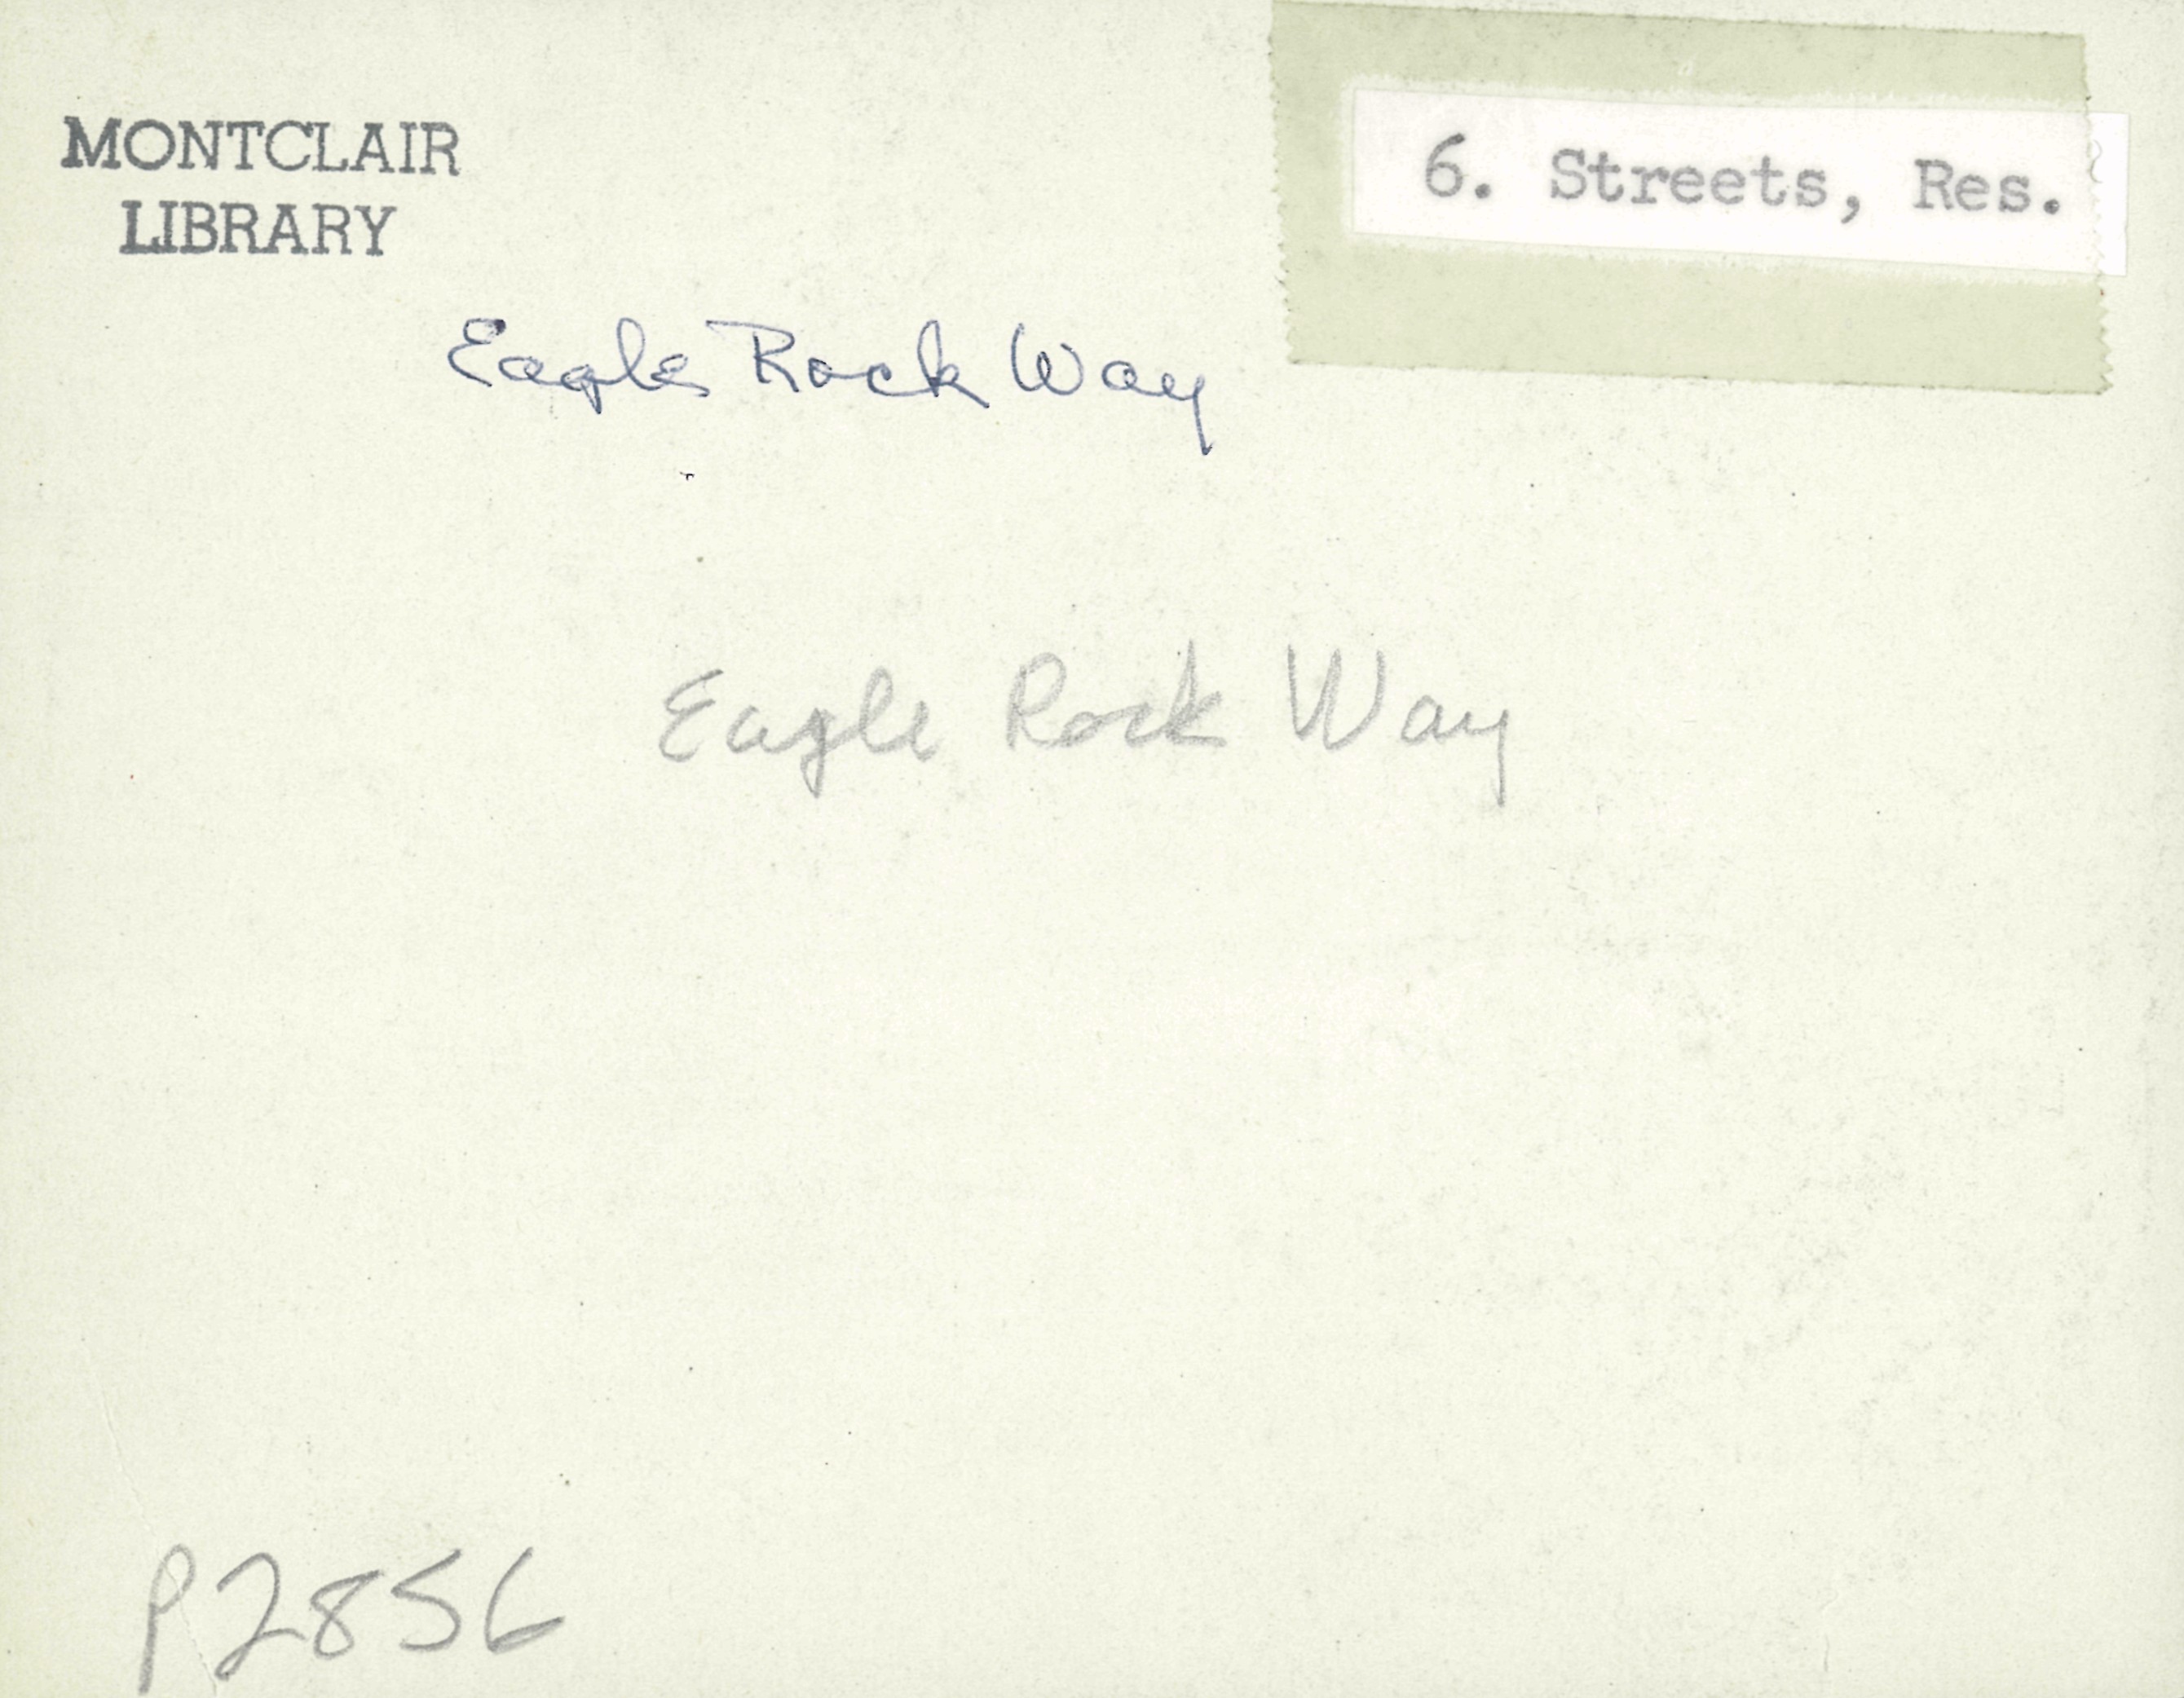 MONTCLAIR
LIBRARY
6. Streets, Res.
Eagle Rock Way
Eagle Rock Way
P2856